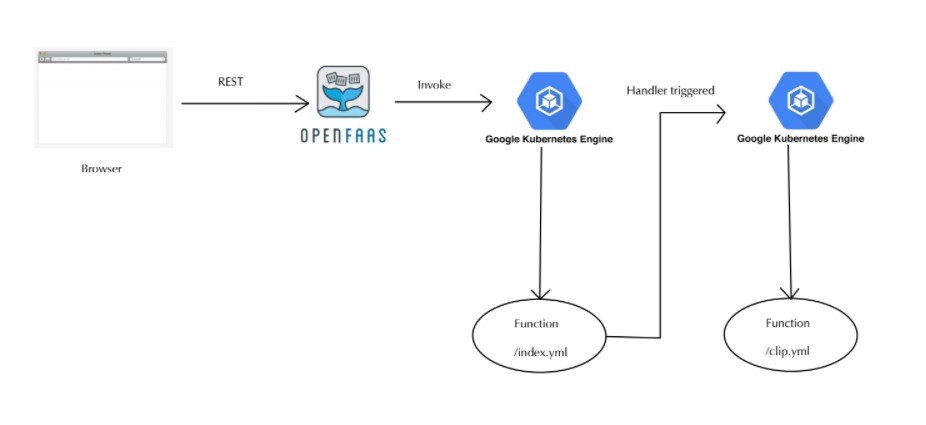 REST
Invoke
Handler triggered
OPENFAAS
Google Kubernetes Engine
Google Kubernetes Engine
Browser
Function
/index.yml
Function
/clip.yml